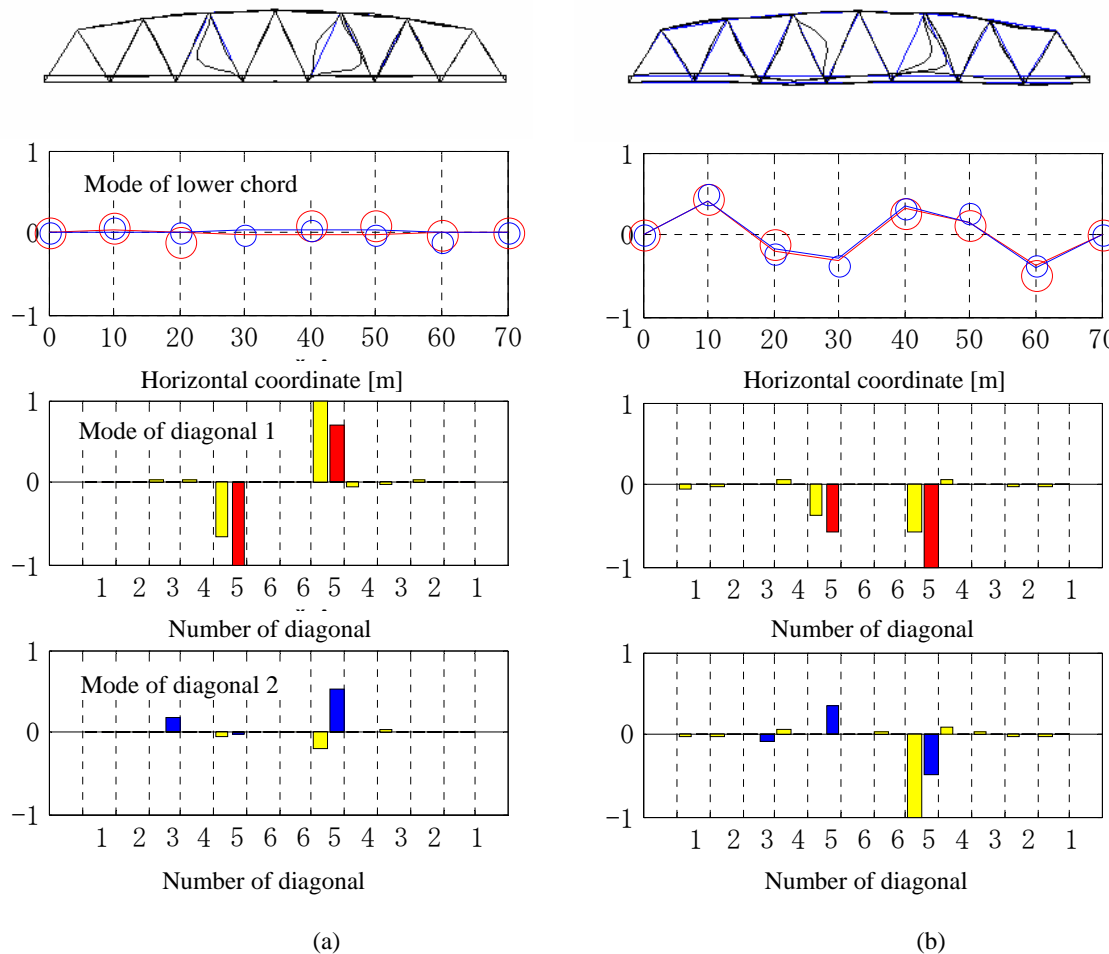 1
Mode of lower chord
0
−1
0 10 20 30 40 50 60 70
Horizontal coordinate [m]
1
Mode of diagonal 1
0
−1
1 2 3 4 5 6 6 5 4 3 2 1
Number of diagonal
1
Mode of diagonal 2
0
−1
1 2 3 4 5 6 6 5 4 3 2 1
Number of diagonal
(a)
1
0
−1
0 10 20 30 40 50 60 70
Horizontal coordinate [m]
1
0
−1
1 2 3 4 5 6 6 5 4 3 2 1
Number of diagonal
1
0
−1
1 2 3 4 5 6 6 5 4 3 2 1
Number of diagonal
(b)